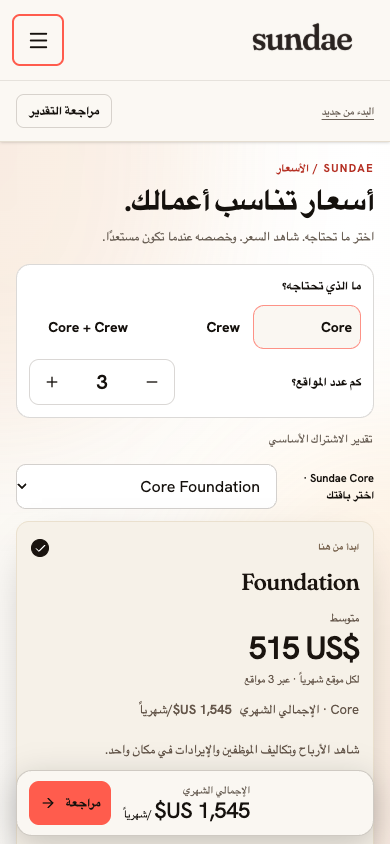 sundae
البدء من جديد
مراجعة التقدير
SUNDAE / الأسعار
أسعار تناسب أعمالك.
اختر ما تحتاجه. شاهد السعر. وخصصه عندما تكون مستعدًا.
ما الذي تحتاجه؟
Core
Crew
Core + Crew
كم عدد المواقع؟
− 3 +
تقدير الاشتراك الأساسي
Sundae Core ·
اختر باقتك
Core Foundation
ابدأ من هنا
Foundation
متوسط
515 US$
لكل موقع شهرياً · عبر 3 مواقع
Core · الإجمالي الشهري 1,545 US$/شهرياً
شاهد الأرباح وتكاليف الموظفين والإيرادات في مكان واحد.
الإجمالي الشهري
1,545 US$/شهرياً
مراجعة →